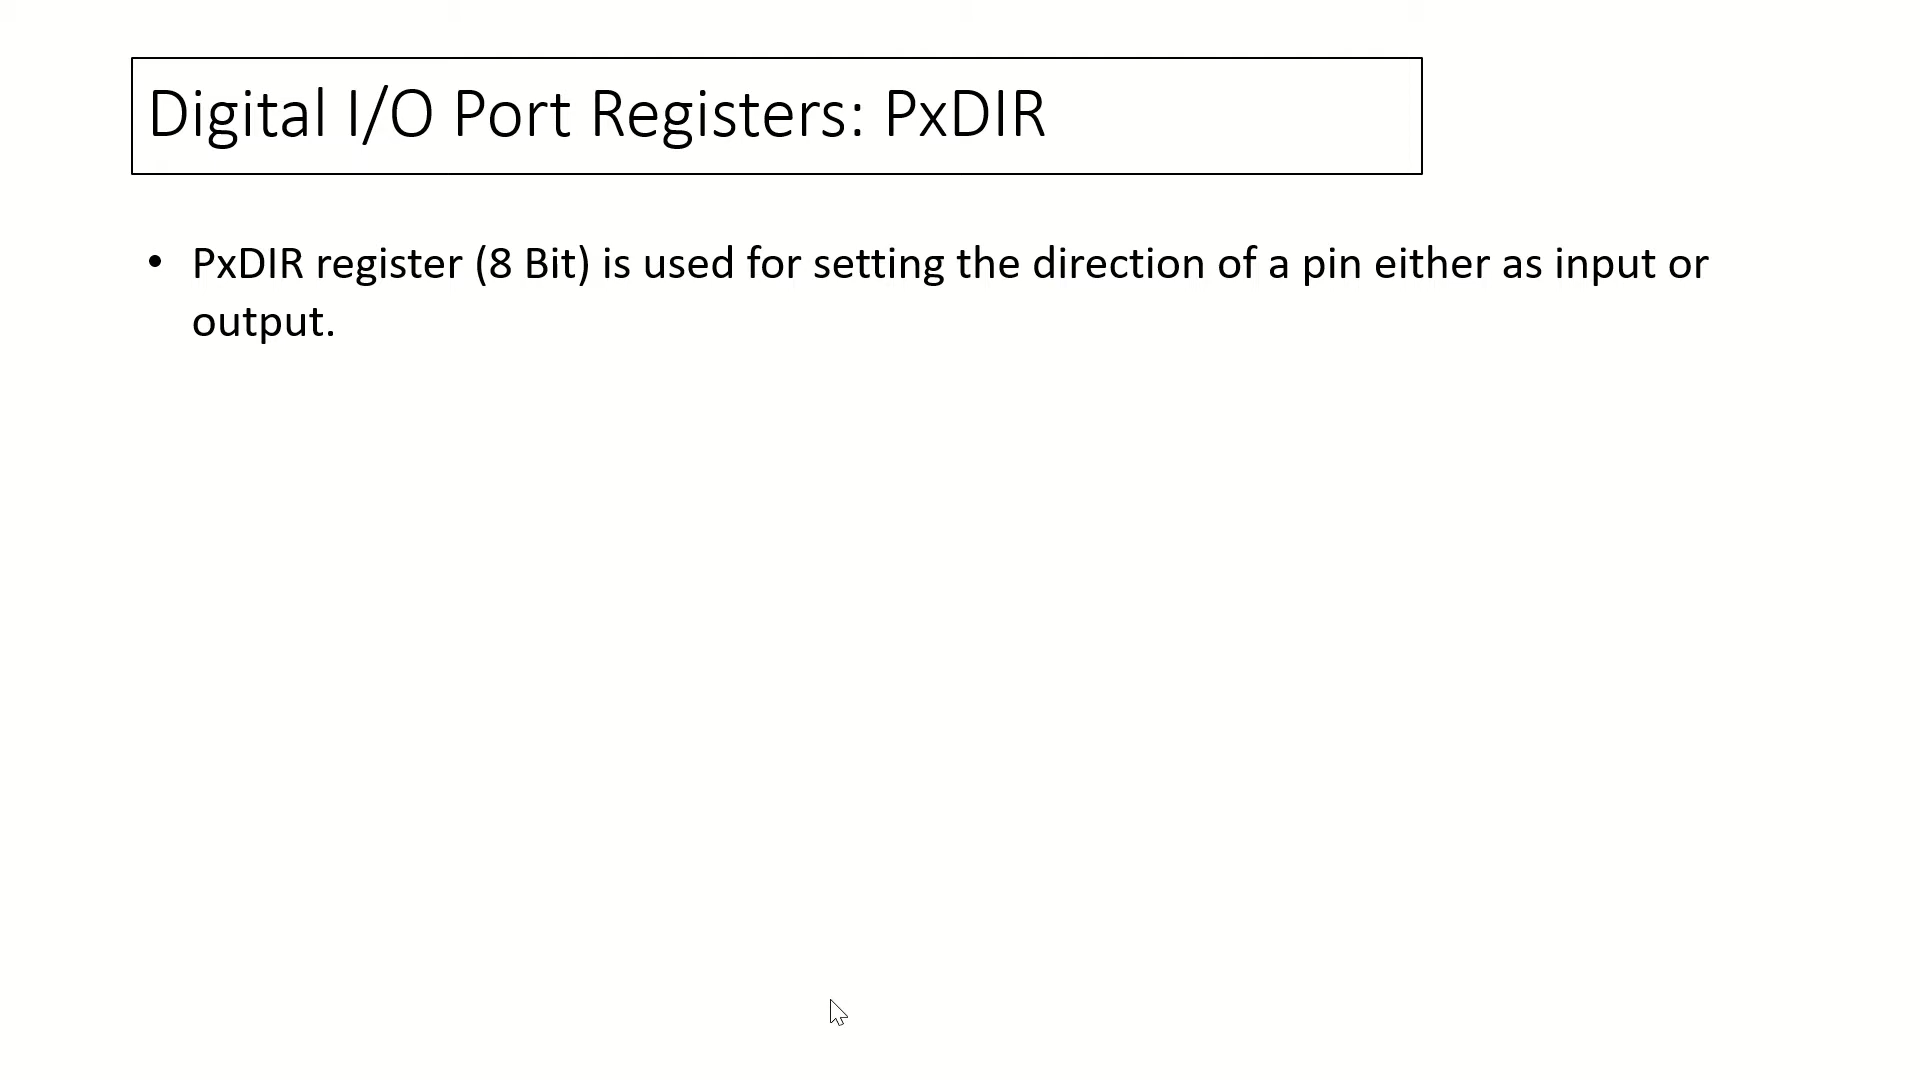 Digital I/O Port Registers: PxDIR
• PxDIR register (8 Bit) is used for setting the direction of a pin either as input or
output.